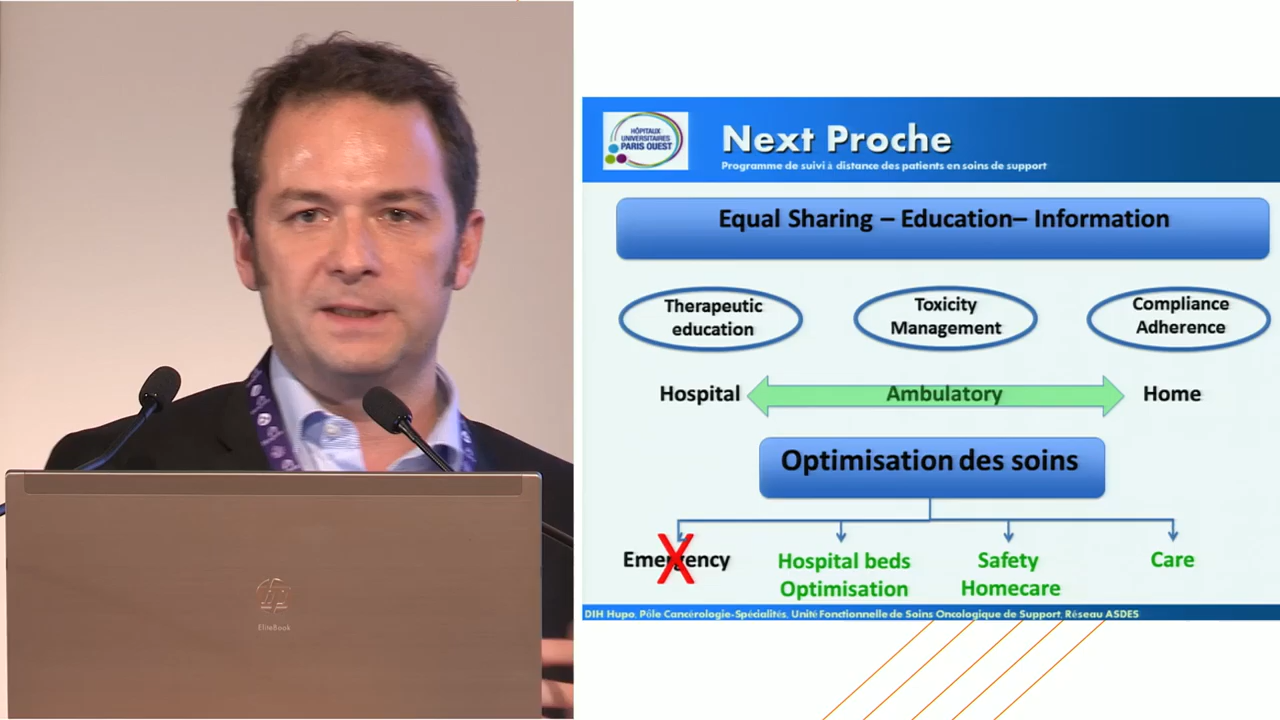 HÔPITAUX
UNIVERSITAIRES
PARIS OUEST
Next Proche
Programme de suivi à distance des patients en soins de support
Equal Sharing – Education– Information
Therapeutic
education
Toxicity
Management
Compliance
Adherence
Hospital
Ambulatory
Home
Optimisation des soins
Emergency
Hospital beds
Optimisation
Safety
Homecare
Care
DIH Hupo, Pôle Cancérologie-Spécialités, Unité Fonctionnelle de Soins Oncologique de Support, Réseau ASDES
hp
EliteBook